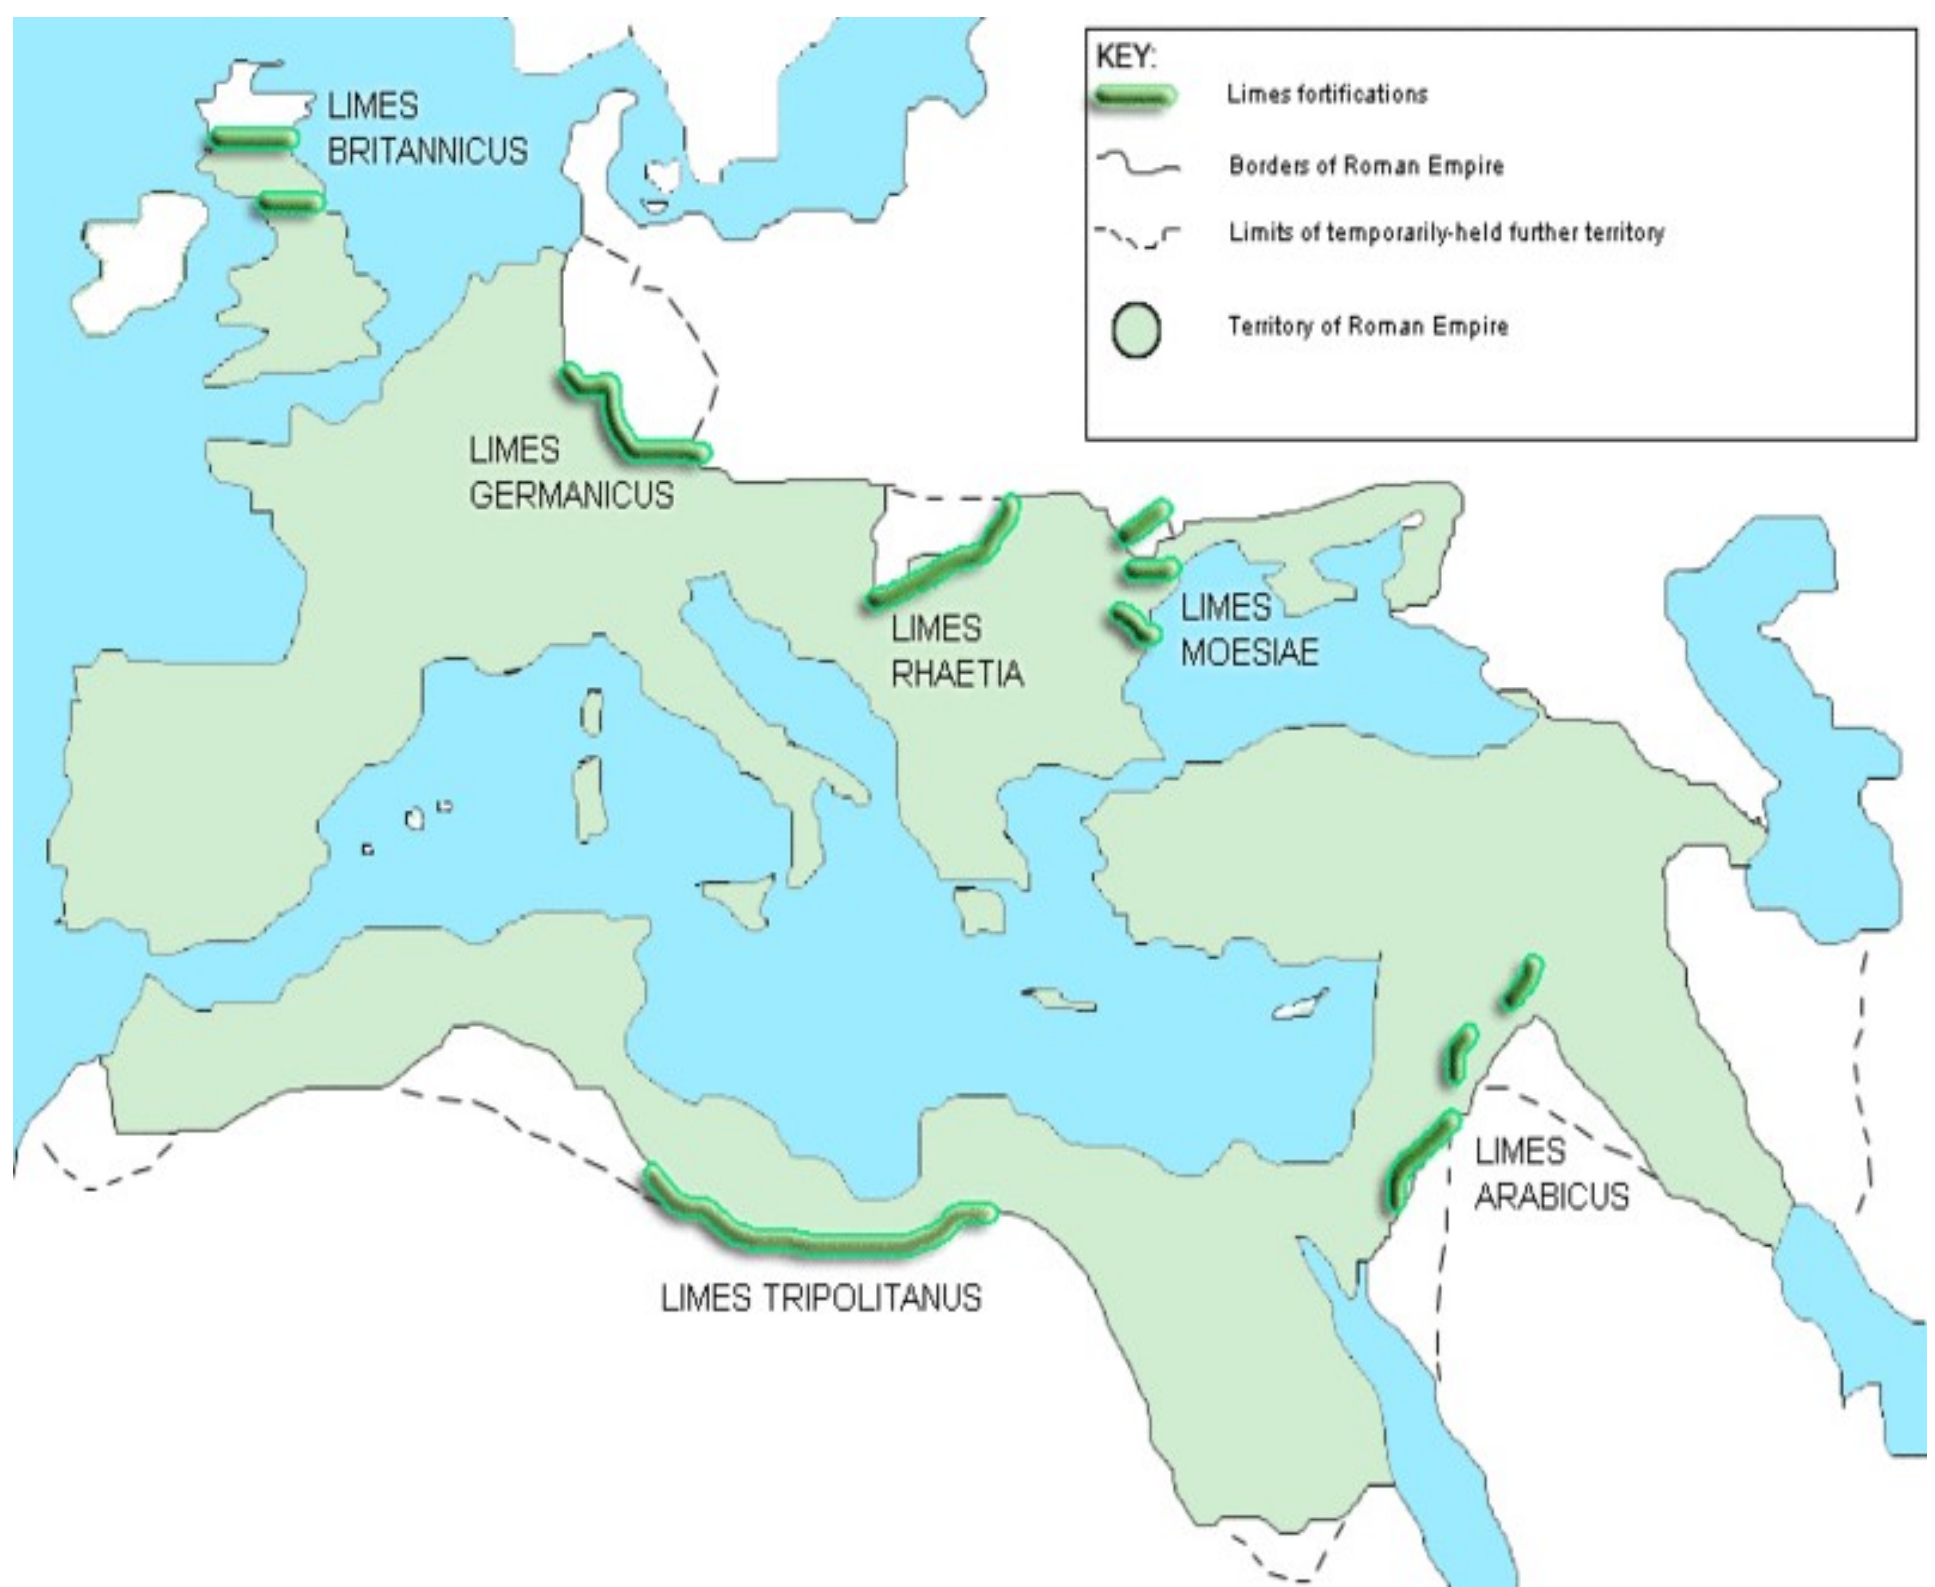 KEY:
Limes fortifications
Borders of Roman Empire
Limits of temporarily-held further territory
Territory of Roman Empire
LIMES
BRITANNICUS
LIMES
GERMANICUS
LIMES
RHAETIA
LIMES
MOESIAE
LIMES
ARABICUS
LIMES TRIPOLITANUS